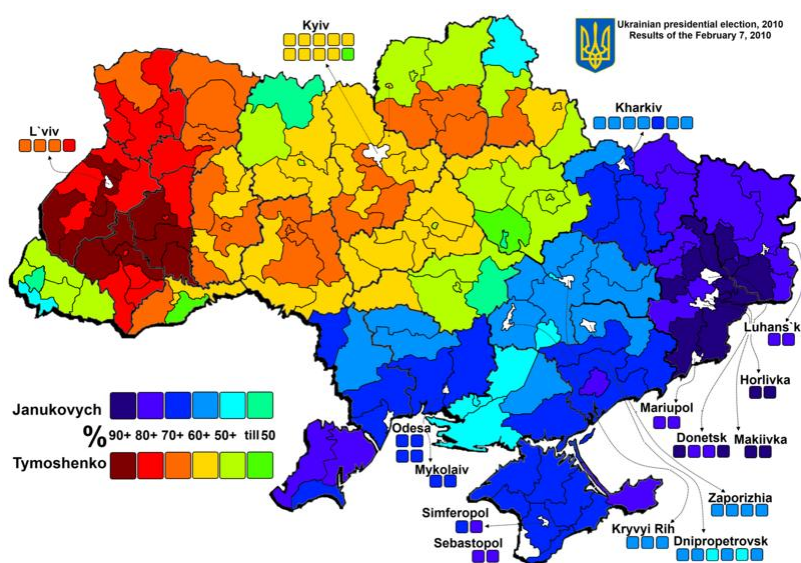 Kyiv
Ukrainian presidential election, 2010
Results of the February 7, 2010
Kharkiv
L`viv
Luhans`k
Horlivka
Mariupol
Donetsk
Makiivka
Janukovych
% 90+ 80+ 70+ 60+ 50+ till 50
Tymoshenko
Odesa
Mykolaiv
Zaporizhia
Simferopol
Sebastopol
Kryvyi Rih
Dnipropetrovsk